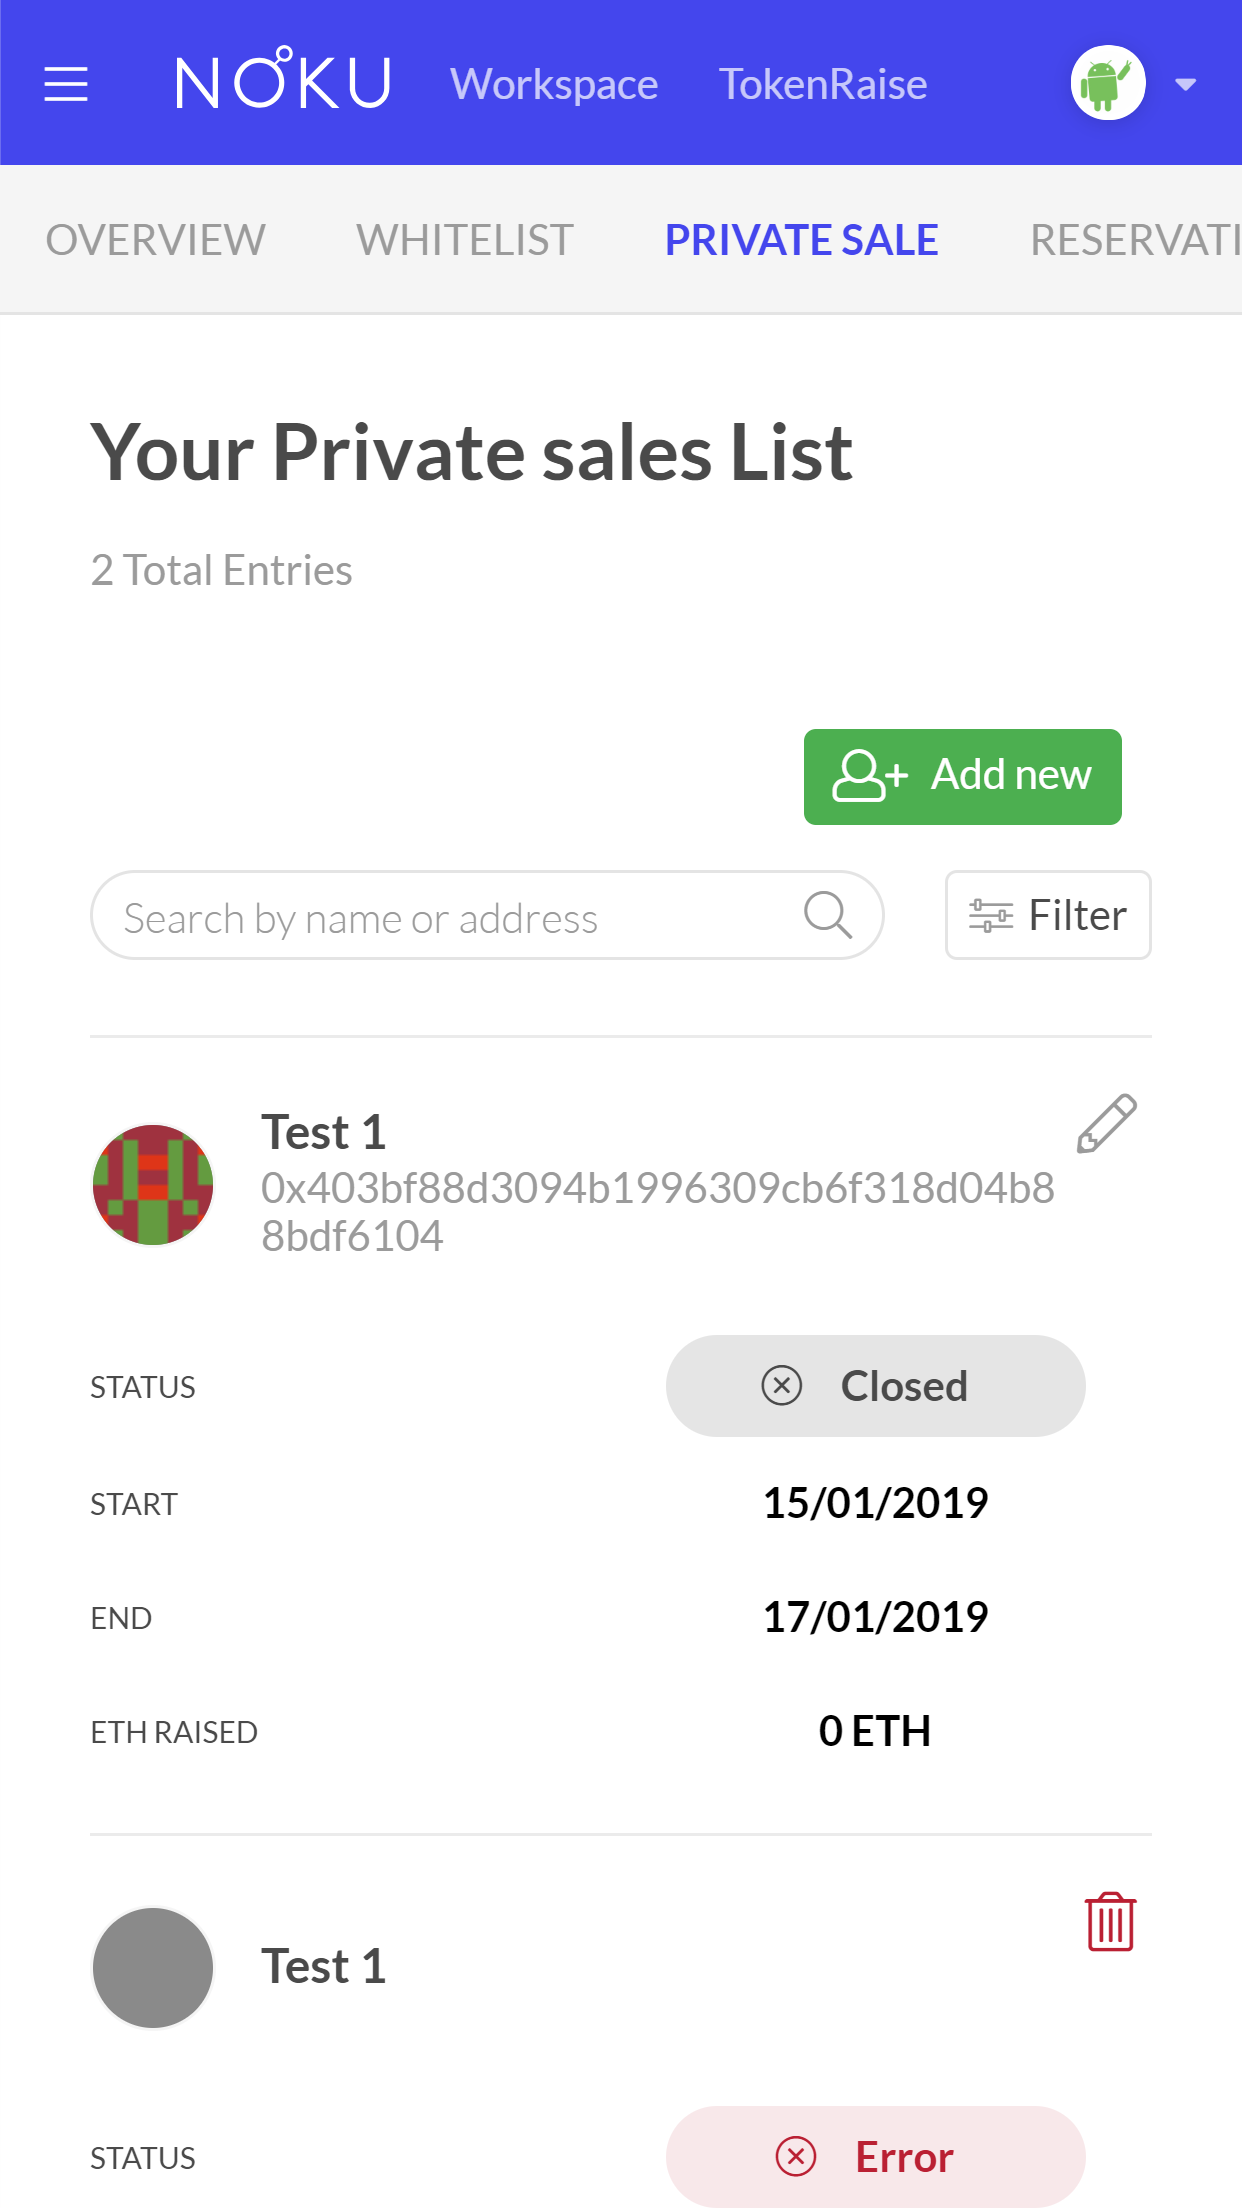 NOKU Workspace TokenRaise
OVERVIEW WHITELIST PRIVATE SALE RESERVATI
Your Private sales List
2 Total Entries
Add new
Search by name or address Filter
Test 1
0x403bf88d3094b1996309cb6f318d04b8
8bdf6104
STATUS Closed
START 15/01/2019
END 17/01/2019
ETH RAISED 0 ETH
Test 1
STATUS Error